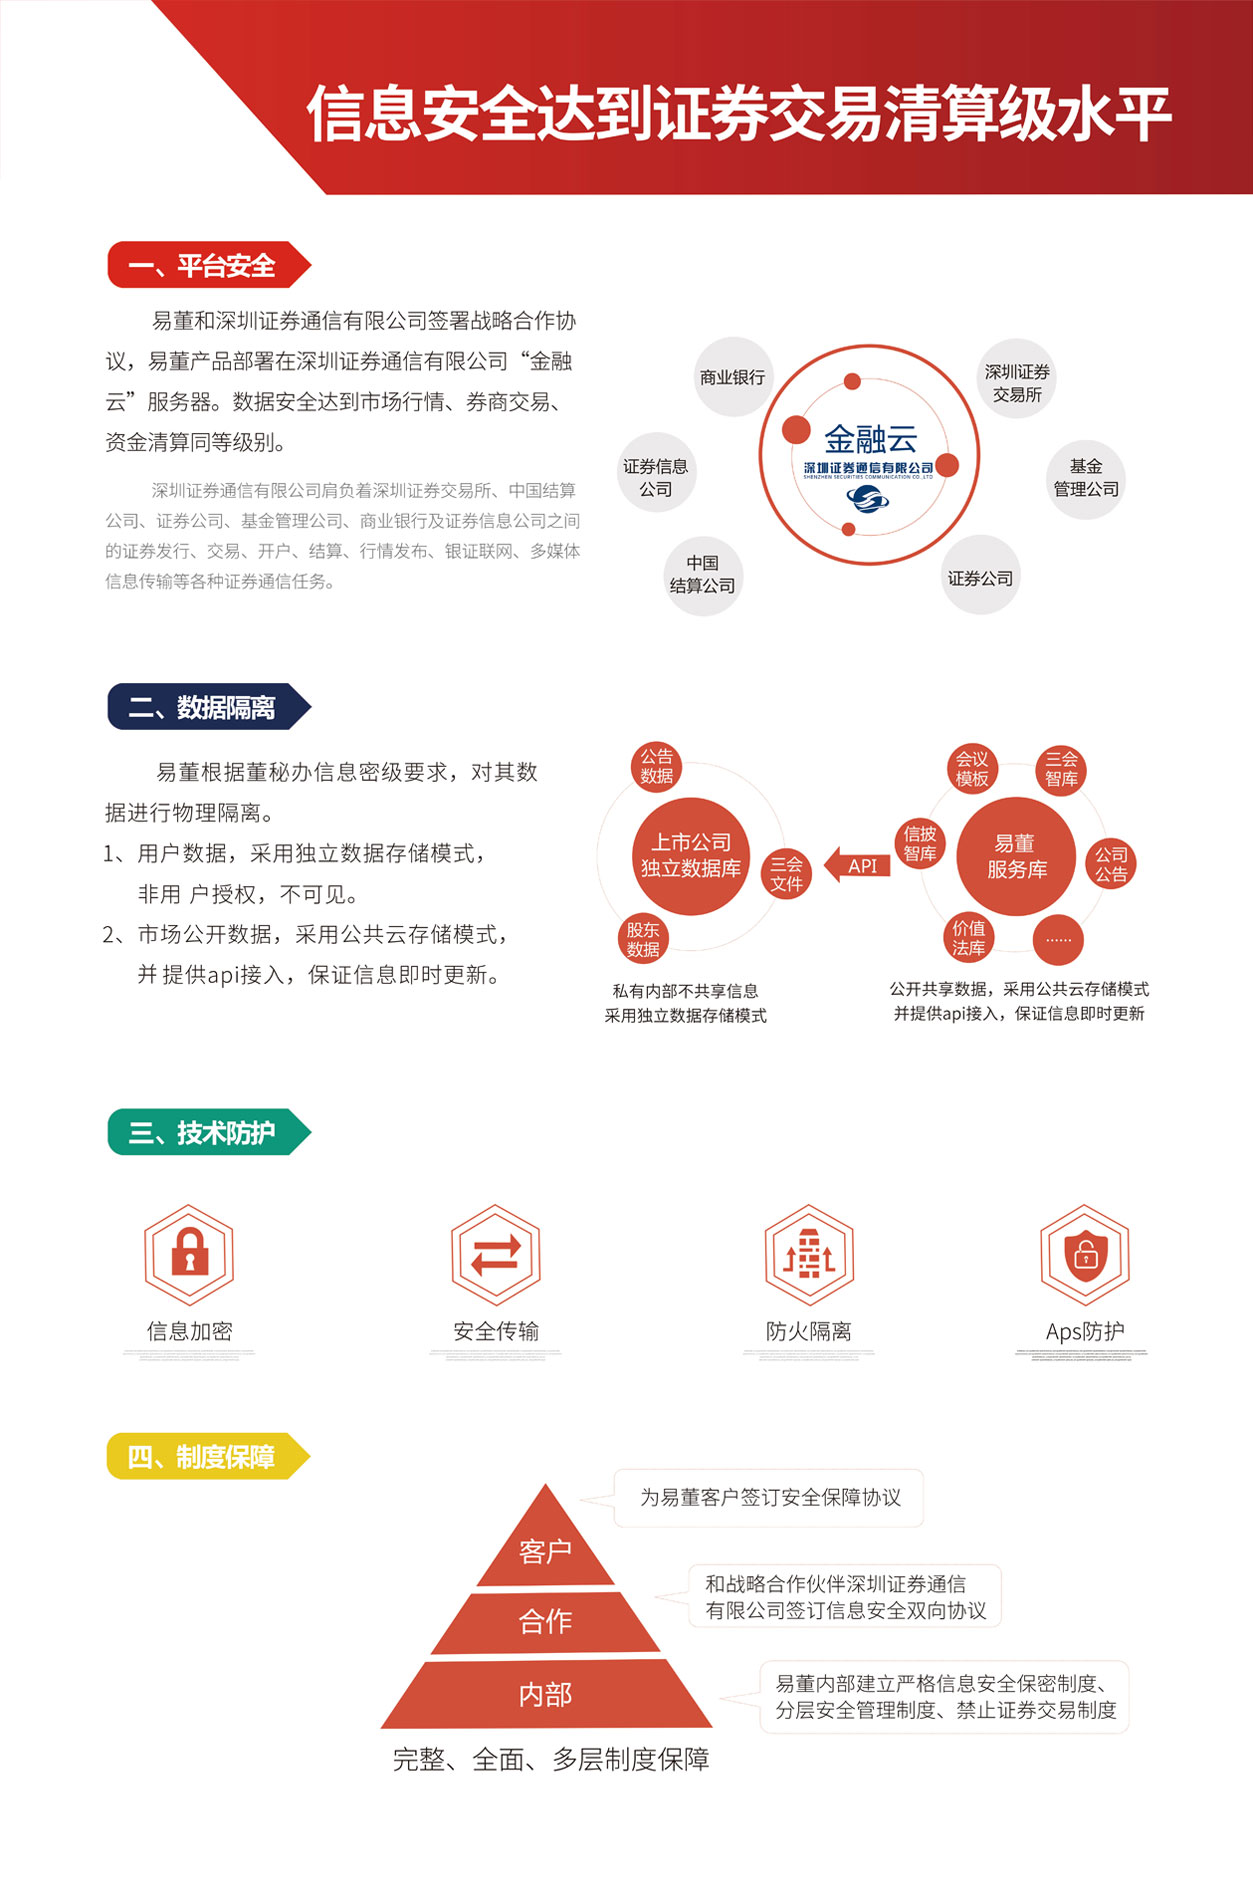 信息安全达到证券交易清算级水平
一、平台安全
易董和深圳证券通信有限公司签署战略合作协
议，易董产品部署在深圳证券通信有限公司“金融
云”服务器。数据安全达到市场行情、券商交易、
资金清算同等级别。
深圳证券通信有限公司肩负着深圳证券交易所、中国结算
公司、证券公司、基金管理公司、商业银行及证券信息公司之间
的证券发行、交易、开户、结算、行情发布、银证联网、多媒体
信息传输等各种证券通信任务。
商业银行
深圳证券
交易所
证券信息
公司
金融云
深圳证券通信有限公司
SHENZHEN SECURITIES COMMUNICATION CO.,LTD
基金
管理公司
中国
结算公司
证券公司
二、数据隔离
易董根据董秘办信息密级要求，对其数
据进行物理隔离。
1、用户数据，采用独立数据存储模式，
非用 户授权，不可见。
2、市场公开数据，采用公共云存储模式，
并提供api接入，保证信息即时更新。
公告
数据
上市公司
独立数据库
三会
文件
股东
数据
私有内部不共享信息
采用独立数据存储模式
API
会议
模板
三会
智库
信披
智库
易董
服务库
公司
公告
价值
法库
……
公开共享数据，采用公共云存储模式
并提供api接入，保证信息即时更新
三、技术防护
信息加密
安全传输
防火隔离
Aps防护
四、制度保障
客户
为易董客户签订安全保障协议
合作
和战略合作伙伴深圳证券通信
有限公司签订信息安全双向协议
内部
易董内部建立严格信息安全保密制度、
分层安全管理制度、禁止证券交易制度
完整、全面、多层制度保障